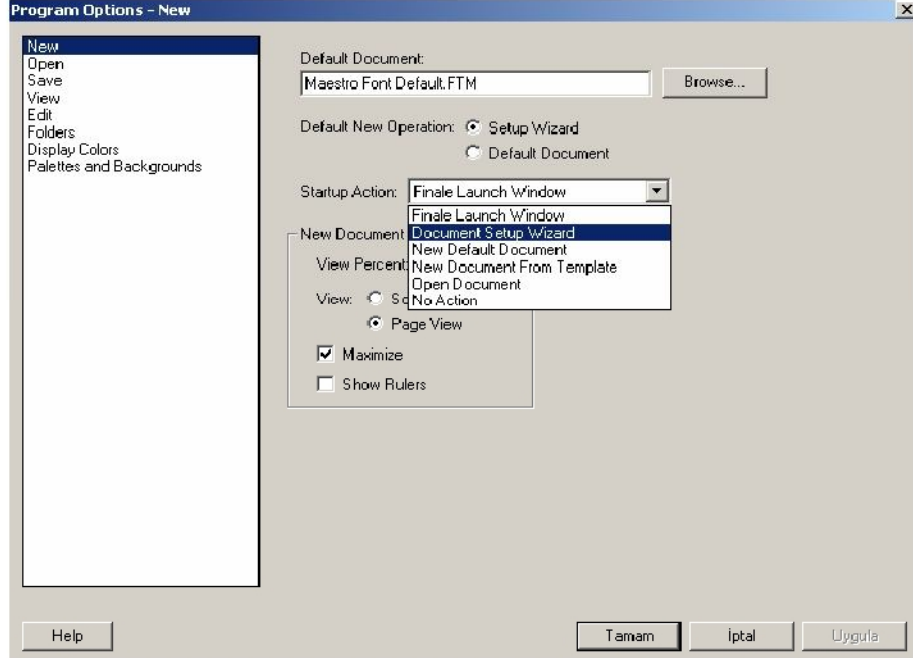 Program Options - New
New
Open
Save
View
Edit
Folders
Display Colors
Palettes and Backgrounds
Default Document:
Maestro Font Default.FTM
Browse...
Default New Operation: Setup Wizard
Default Document
Startup Action: Finale Launch Window
Finale Launch Window
Document Setup Wizard
New Default Document
New Document From Template
Open Document
No Action
New Document
View Percent
View: Sc
Page View
Maximize
Show Rulers
Help
Tamam
İptal
Uygula